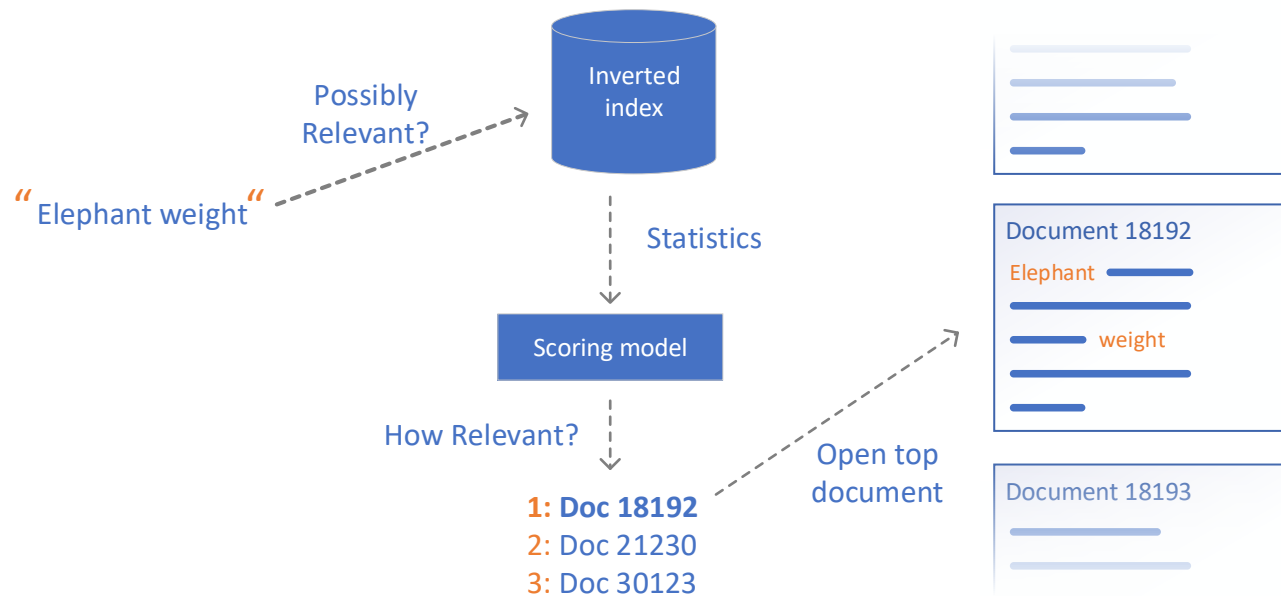 Inverted
index
Possibly
Relevant?
“Elephant weight“
Statistics
Scoring model
How Relevant?
1: Doc 18192
2: Doc 21230
3: Doc 30123
Open top
document
Document 18192
Elephant
weight
Document 18193